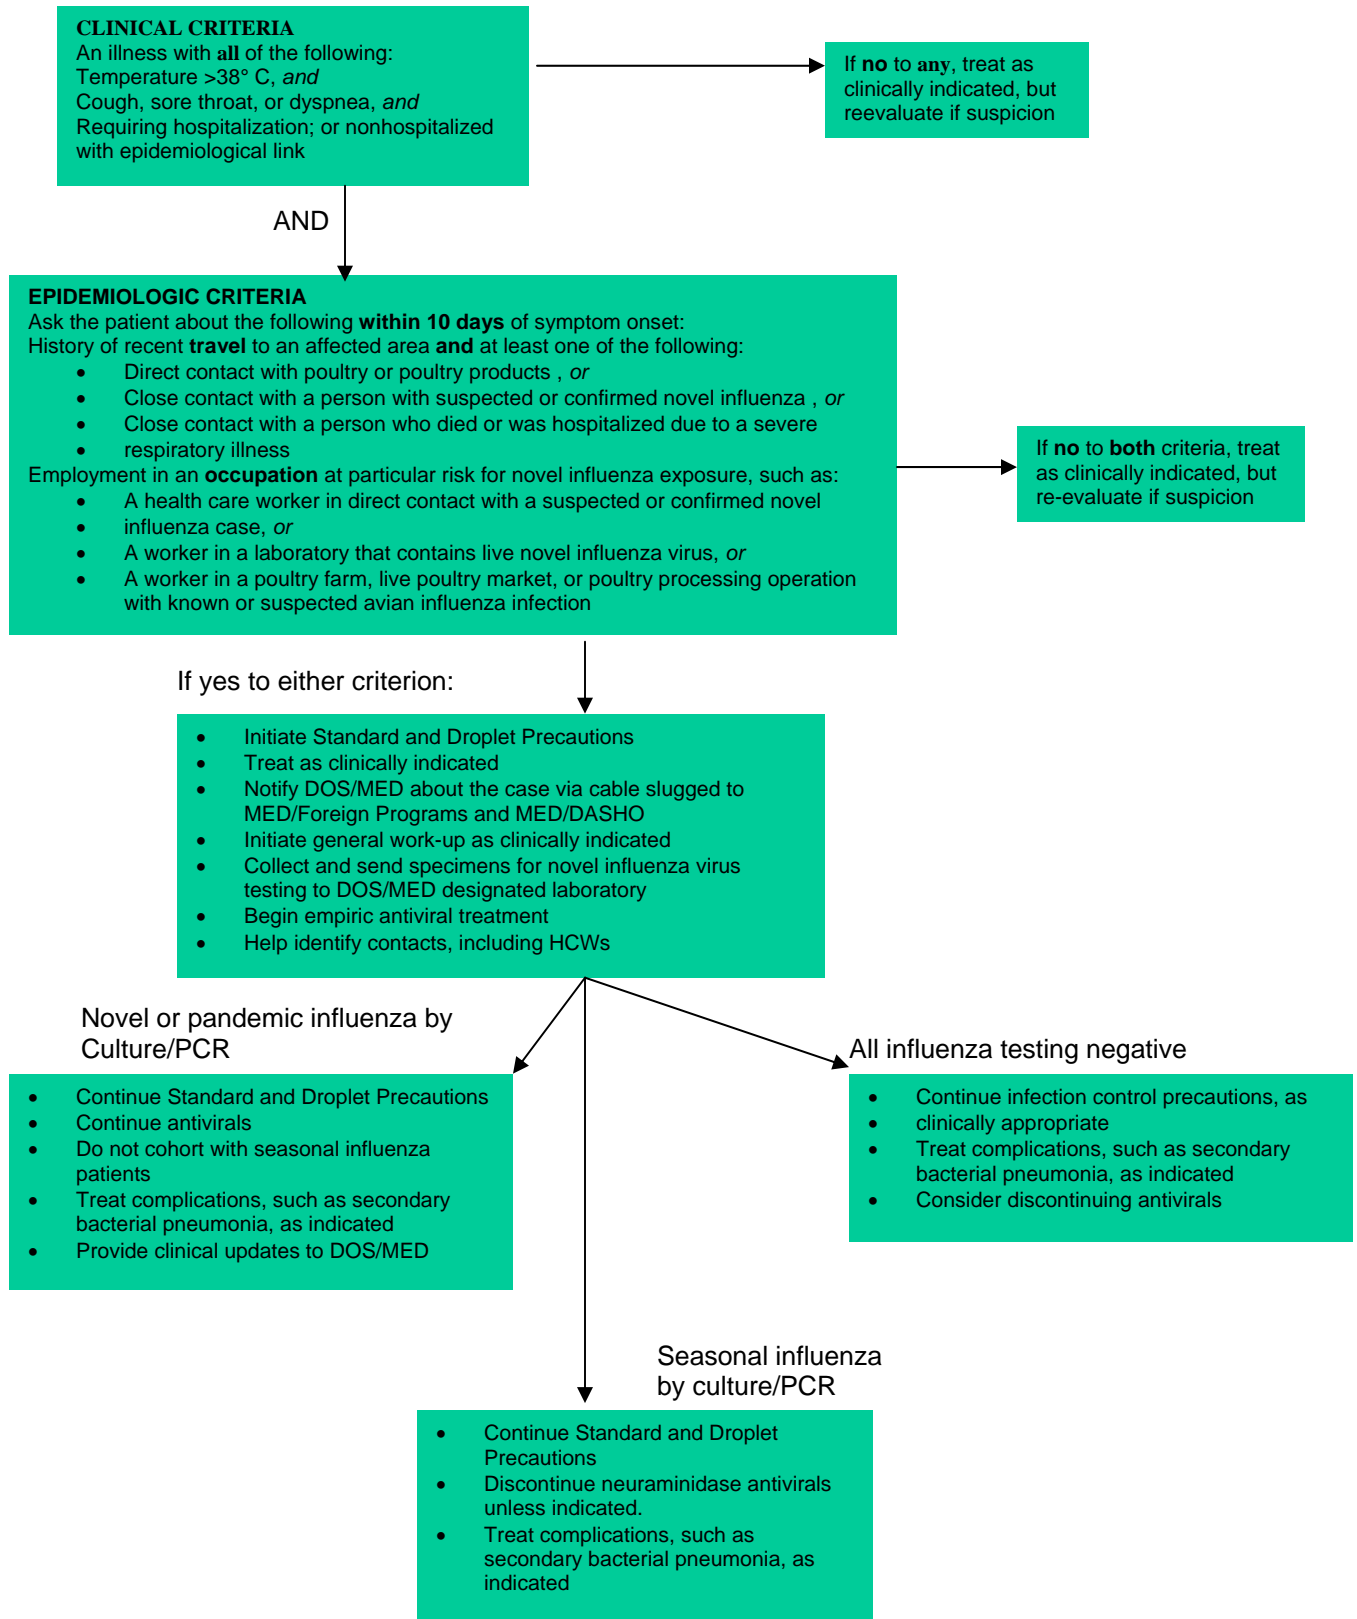 CLINICAL CRITERIA
An illness with all of the following:
Temperature >38° C, and
Cough, sore throat, or dyspnea, and
Requiring hospitalization; or nonhospitalized
with epidemiological link
If no to any, treat as
clinically indicated, but
reevaluate if suspicion
AND
EPIDEMIOLOGIC CRITERIA
Ask the patient about the following within 10 days of symptom onset:
History of recent travel to an affected area and at least one of the following:
• Direct contact with poultry or poultry products , or
• Close contact with a person with suspected or confirmed novel influenza , or
• Close contact with a person who died or was hospitalized due to a severe
• respiratory illness
Employment in an occupation at particular risk for novel influenza exposure, such as:
• A health care worker in direct contact with a suspected or confirmed novel
• influenza case, or
• A worker in a laboratory that contains live novel influenza virus, or
• A worker in a poultry farm, live poultry market, or poultry processing operation
with known or suspected avian influenza infection
If no to both criteria, treat
as clinically indicated, but
re-evaluate if suspicion
If yes to either criterion:
• Initiate Standard and Droplet Precautions
• Treat as clinically indicated
• Notify DOS/MED about the case via cable slugged to
MED/Foreign Programs and MED/DASHO
• Initiate general work-up as clinically indicated
• Collect and send specimens for novel influenza virus
testing to DOS/MED designated laboratory
• Begin empiric antiviral treatment
• Help identify contacts, including HCWs
Novel or pandemic influenza by
Culture/PCR
• Continue Standard and Droplet Precautions
• Continue antivirals
• Do not cohort with seasonal influenza
patients
• Treat complications, such as secondary
bacterial pneumonia, as indicated
• Provide clinical updates to DOS/MED
All influenza testing negative
• Continue infection control precautions, as
• clinically appropriate
• Treat complications, such as secondary
bacterial pneumonia, as indicated
• Consider discontinuing antivirals
Seasonal influenza
by culture/PCR
• Continue Standard and Droplet
Precautions
• Discontinue neuraminidase antivirals
unless indicated.
• Treat complications, such as
secondary bacterial pneumonia, as
indicated